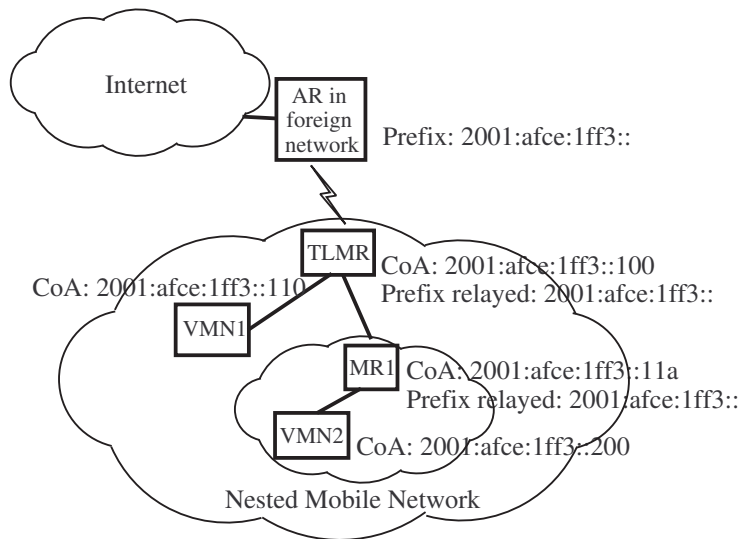 Internet
AR in
foreign
network
Prefix: 2001:afce:1ff3::
TLMR
CoA: 2001:afce:1ff3::100
Prefix relayed: 2001:afce:1ff3::
CoA: 2001:afce:1ff3::110
VMN1
MR1
CoA: 2001:afce:1ff3::11a
Prefix relayed: 2001:afce:1ff3::
VMN2
CoA: 2001:afce:1ff3::200
Nested Mobile Network